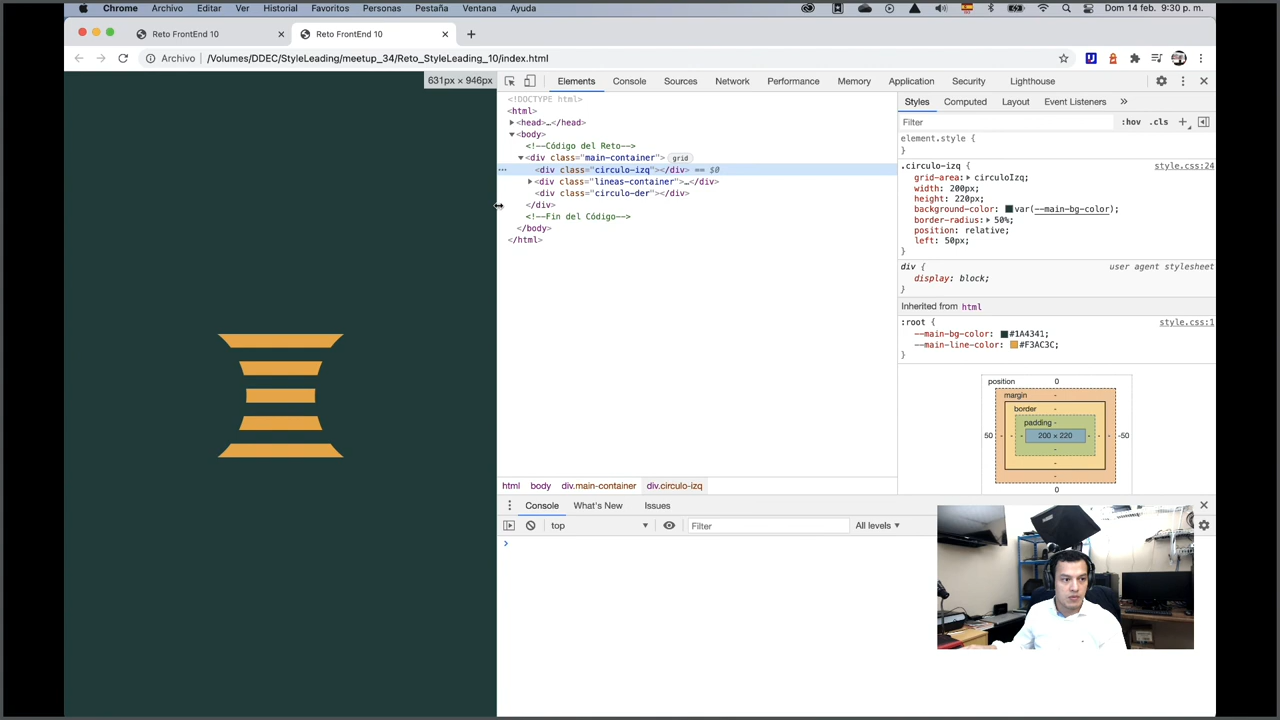 Chrome Archivo Editar Ver Historial Favoritos Personas Pestaña Ventana Ayuda Dom 14 feb. 9:30 p. m.
Reto FrontEnd 10 × Reto FrontEnd 10 × +
Archivo /Volumes/DDEC/StyleLeading/meetup_34/Reto_StyleLeading_10/index.html
631px × 946px
Elements Console Sources Network Performance Memory Application Security Lighthouse
<!DOCTYPE html>
<html>
<head>…</head>
<body>
<!--Código del Reto-->
<div class="main-container"> grid
<div class="circulo-izq"></div> == $0
<div class="lineas-container">…</div>
<div class="circulo-der"></div>
</div>
<!--Fin del Código-->
</body>
</html>
html body div.main-container div.circulo-izq
Styles Computed Layout Event Listeners »
Filter :hov .cls +
element.style {
}
.circulo-izq { style.css:24
grid-area: circuloIzq;
width: 200px;
height: 220px;
background-color: var(--main-bg-color);
border-radius: 50%;
position: relative;
left: 50px;
}
div { user agent stylesheet
display: block;
}
Inherited from html
:root { style.css:1
--main-bg-color: #1A4341;
--main-line-color: #F3AC3C;
}
position 0
margin -
border -
padding -
50 - - - 200 × 220 - - - -50
-
-
-
0
Console What's New Issues
top Filter All levels